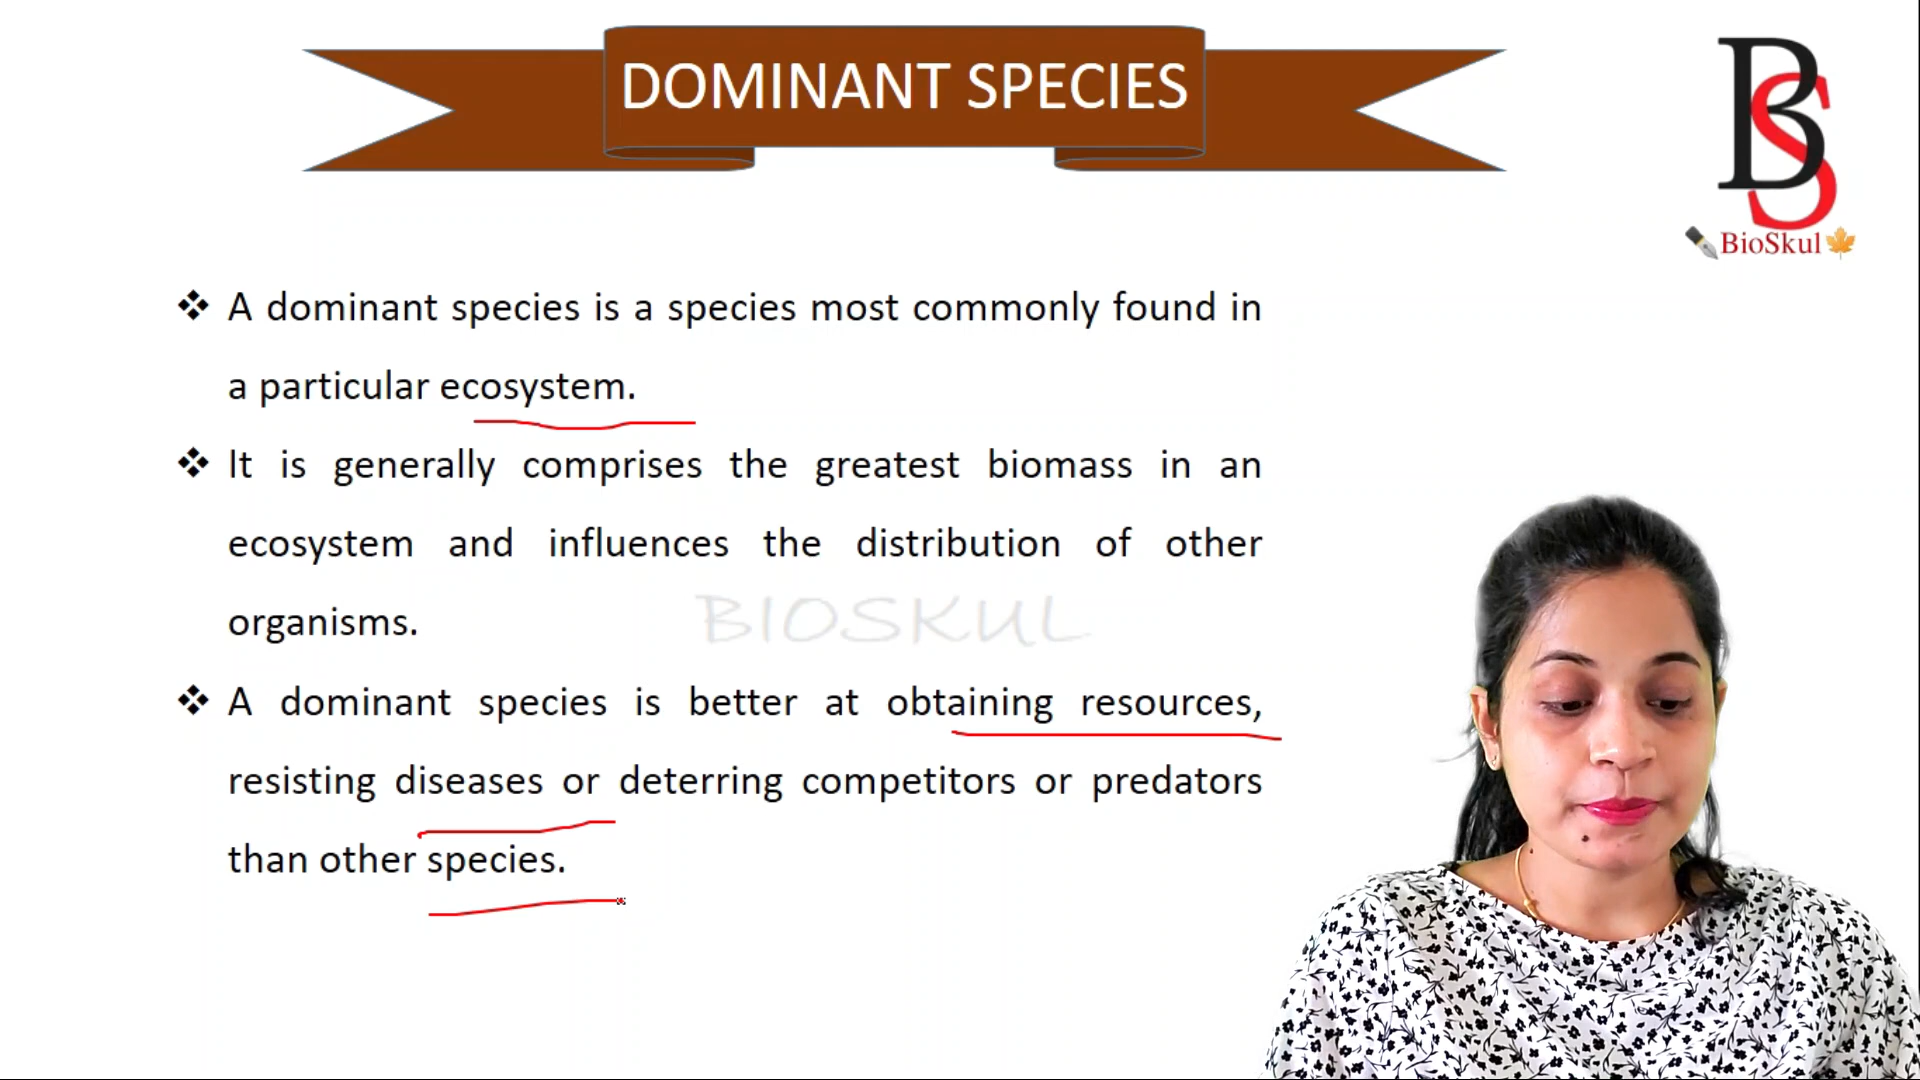 DOMINANT SPECIES
BS
BioSkul
❖ A dominant species is a species most commonly found in
a particular ecosystem.
❖ It is generally comprises the greatest biomass in an
ecosystem and influences the distribution of other
organisms.
BIOSKUL
❖ A dominant species is better at obtaining resources,
resisting diseases or deterring competitors or predators
than other species.